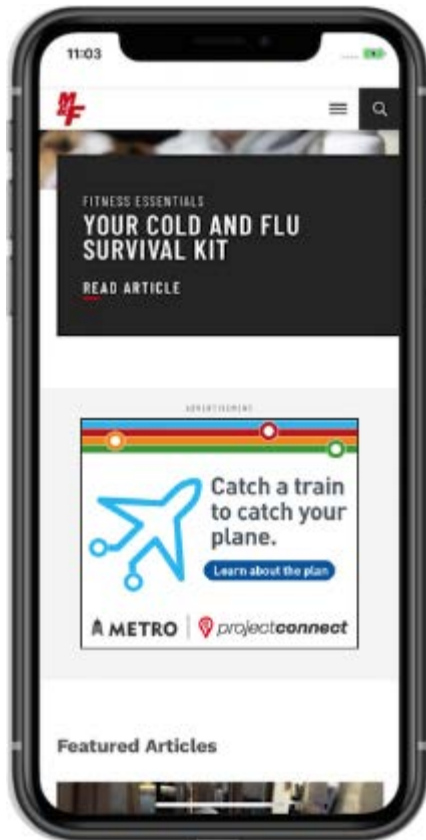 11:03
M&F
FITNESS ESSENTIALS
YOUR COLD AND FLU
SURVIVAL KIT
READ ARTICLE
ADVERTISEMENT
Catch a train
to catch your
plane.
Learn about the plan
METRO
projectconnect
Featured Articles